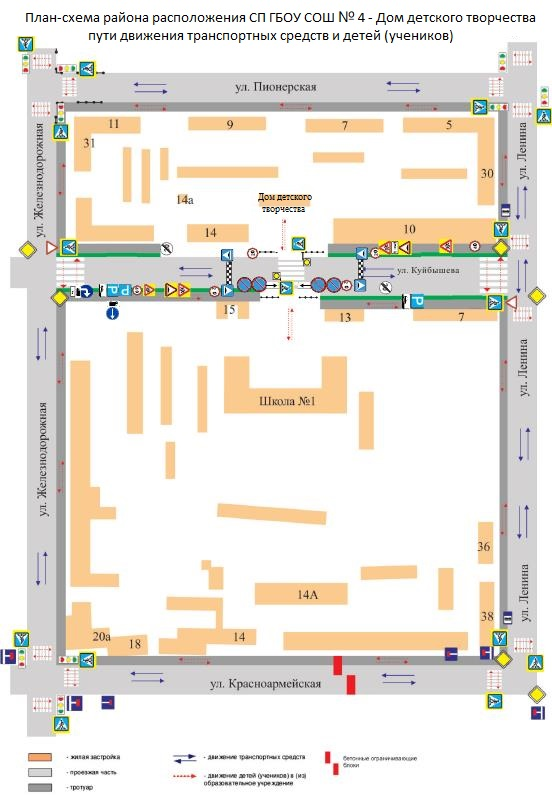 План-схема района расположения СП ГБОУ СОШ № 4 - Дом детского творчества
пути движения транспортных средств и детей (учеников)
ул. Пионерская
11
9
7
5
31
30
ул. Железнодорожная
ул. Ленина
14а
Дом детского
творчества
14
10
ул. Куйбышева
15
13
7
Школа №1
ул. Ленина
ул. Железнодорожная
36
14А
ул. Ленина
38
20а
18
14
ул. Красноармейская
- жилая застройка
- проезжая часть
- тротуар
- движение транспортных средств
- движение детей (учеников) в (из)
образовательное учреждение
бетонные ограничивающие
блоки